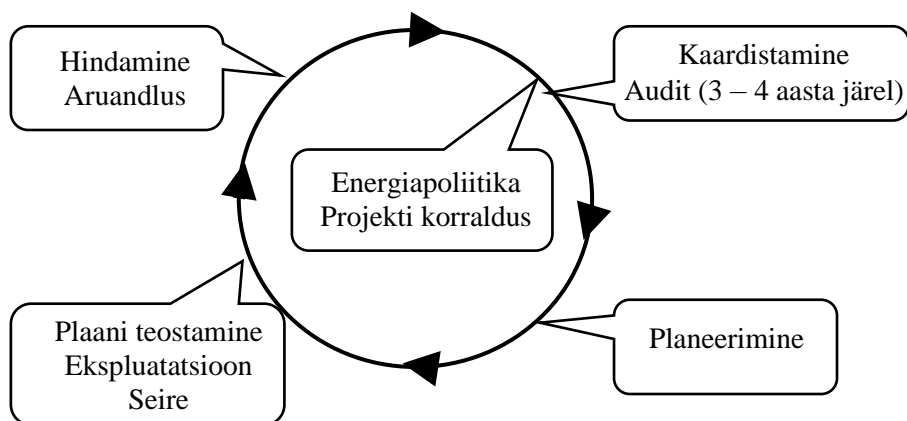 Hindamine
Aruandlus
Kaardistamine
Audit (3 – 4 aasta järel)
Energiapoliitika
Projekti korraldus
Plaani teostamine
Ekspluatatsioon
Seire
Planeerimine